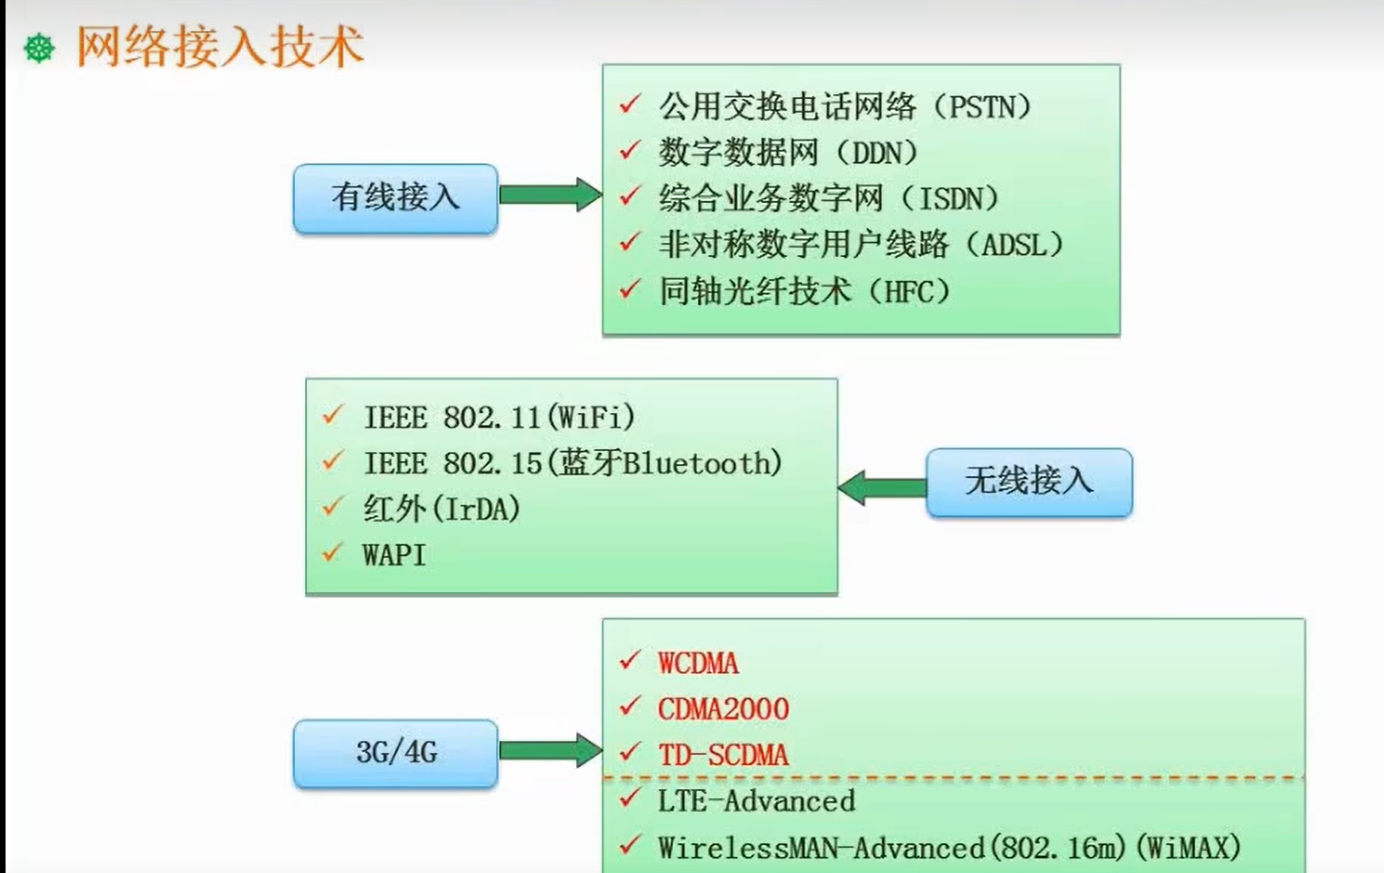 网络接入技术
有线接入
公用交换电话网络（PSTN）
数字数据网（DDN）
综合业务数字网（ISDN）
非对称数字用户线路（ADSL）
同轴光纤技术（HFC）
IEEE 802.11(WiFi)
IEEE 802.15(蓝牙Bluetooth)
红外(IrDA)
WAPI
无线接入
3G/4G
WCDMA
CDMA2000
TD-SCDMA
LTE-Advanced
WirelessMAN-Advanced(802.16m)(WiMAX)